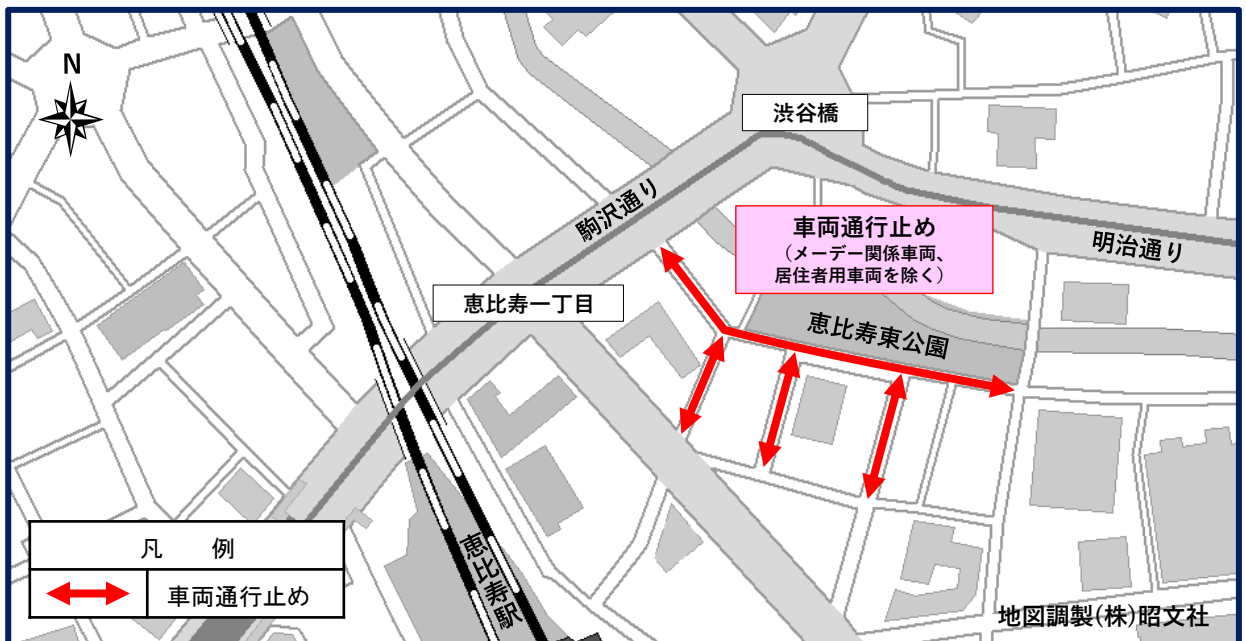 N
渋谷橋
駒沢通り
車両通行止め
（メーデー関係車両、
居住者用車両を除く）
明治通り
恵比寿一丁目
恵比寿東公園
凡　例
車両通行止め
恵比寿駅
地図調製(株)昭文社